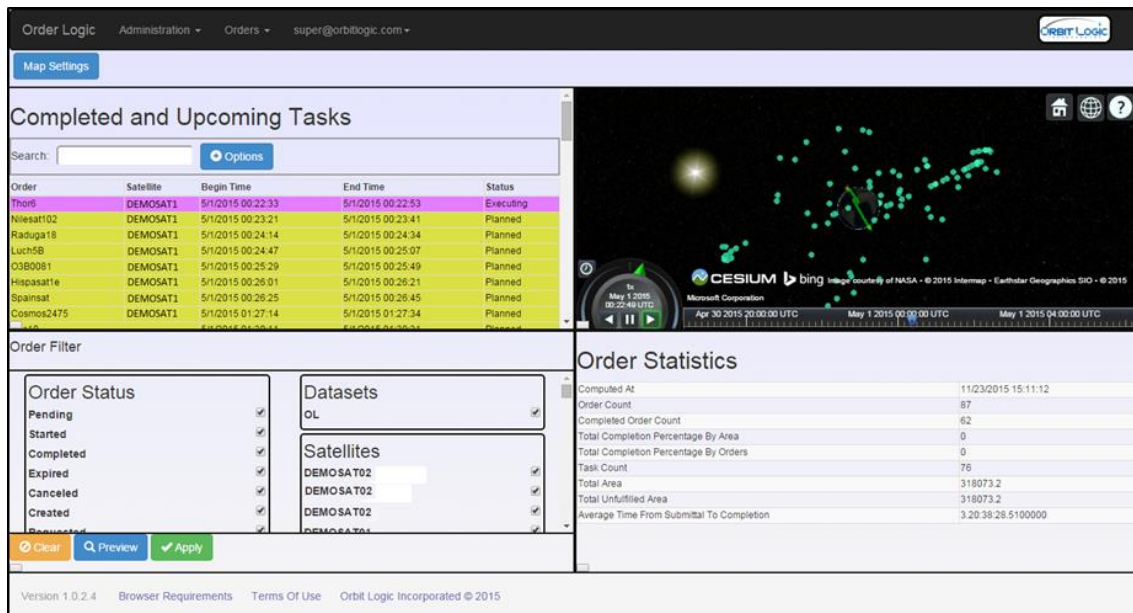 Order Logic Administration Orders super@orbitlogic.com ORBIT LOGIC
Map Settings
Completed and Upcoming Tasks
Search: Options
Order Satellite Begin Time End Time Status
Thor6 DEMOSAT1 5/1/2015 00:22:33 5/1/2015 00:22:53 Executing
Nilesat102 DEMOSAT1 5/1/2015 00:23:21 5/1/2015 00:23:41 Planned
Raduga18 DEMOSAT1 5/1/2015 00:24:14 5/1/2015 00:24:34 Planned
Luch5B DEMOSAT1 5/1/2015 00:24:47 5/1/2015 00:25:07 Planned
O3B0081 DEMOSAT1 5/1/2015 00:25:29 5/1/2015 00:25:49 Planned
Hispasat1e DEMOSAT1 5/1/2015 00:26:01 5/1/2015 00:26:21 Planned
Spainsat DEMOSAT1 5/1/2015 00:26:25 5/1/2015 00:26:45 Planned
Cosmos2475 DEMOSAT1 5/1/2015 01:27:14 5/1/2015 01:27:34 Planned
?
CESIUM bing Image courtesy of NASA - © 2015 Intermap - Earthstar Geographics SIO - © 2015
Microsoft Corporation
1x
May 1 2015
00:22:49 UTC
Apr 30 2015 20:00:00 UTC May 1 2015 00:00:00 UTC May 1 2015 04:00:00 UTC
Order Filter
Order Status
Pending
Started
Completed
Expired
Canceled
Created
Requested
Datasets
OL
Satellites
DEMOSAT02
DEMOSAT02
DEMOSAT02
DEMOSAT01
Clear Preview Apply
Order Statistics
Computed At 11/23/2015 15:11:12
Order Count 87
Completed Order Count 62
Total Completion Percentage By Area 0
Total Completion Percentage By Orders 0
Task Count 76
Total Area 318073.2
Total Unfulfilled Area 318073.2
Average Time From Submittal To Completion 3.20:38:28.5100000
Version 1.0.2.4 Browser Requirements Terms Of Use Orbit Logic Incorporated © 2015